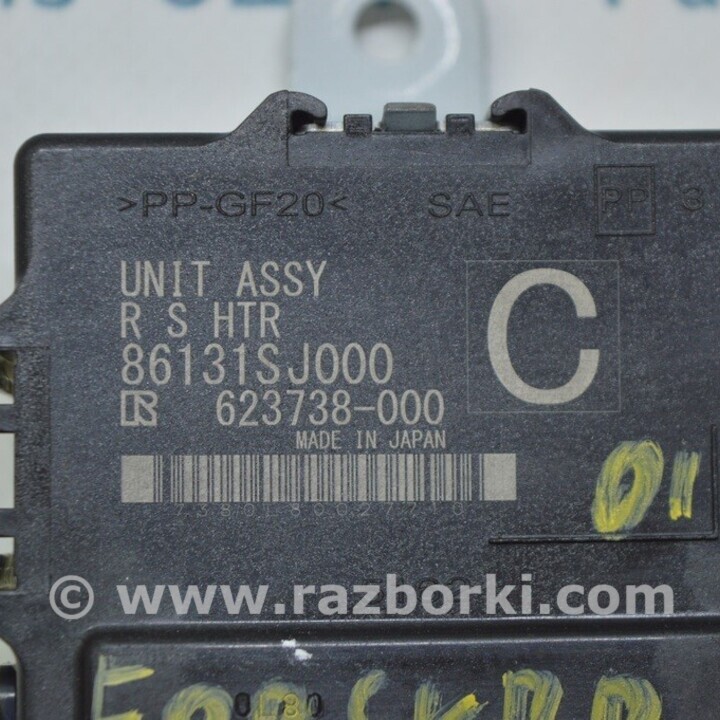 >PP-GF20< SAE PP 3
UNIT ASSY
R S HTR
86131SJ000
C
623738-000
MADE IN JAPAN
01
© www.razborki.com